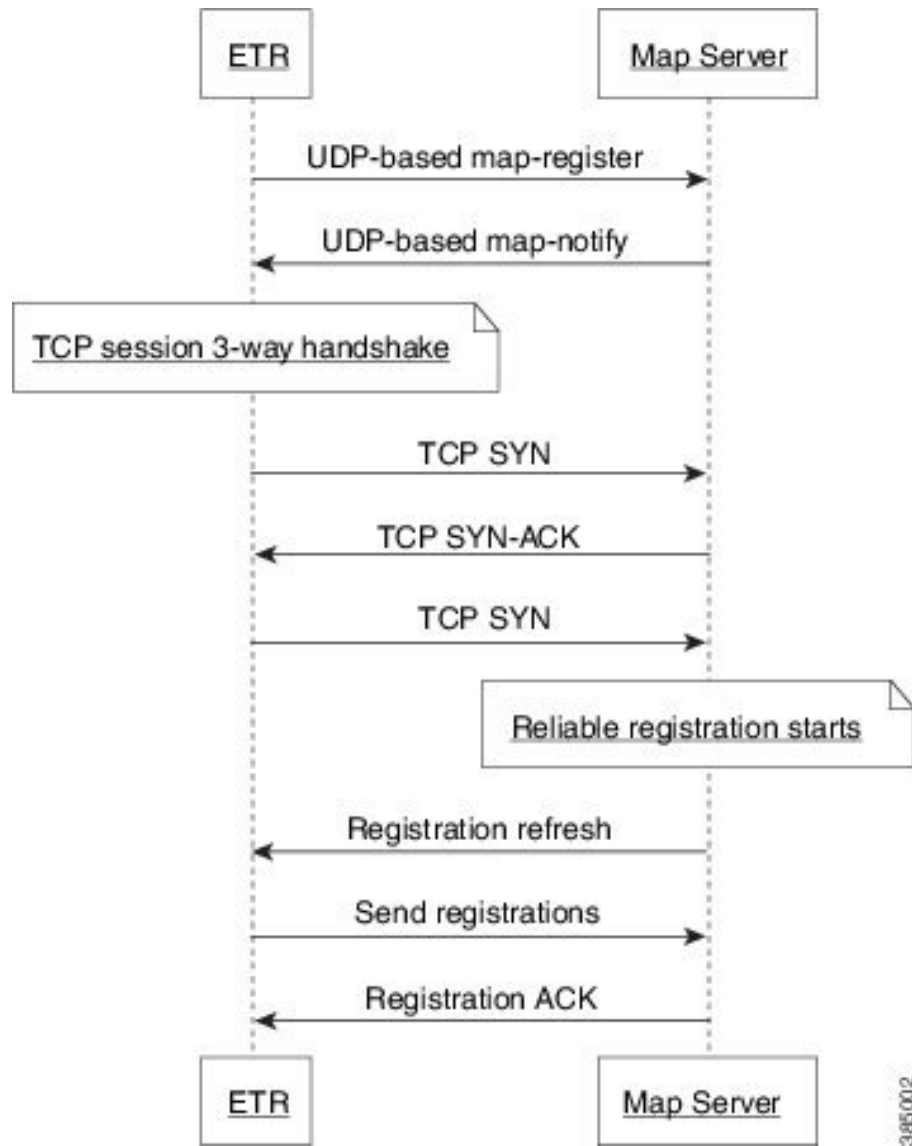 ETR
Map Server
UDP-based map-register
UDP-based map-notify
TCP session 3-way handshake
TCP SYN
TCP SYN-ACK
TCP SYN
Reliable registration starts
Registration refresh
Send registrations
Registration ACK
ETR
Map Server
385002